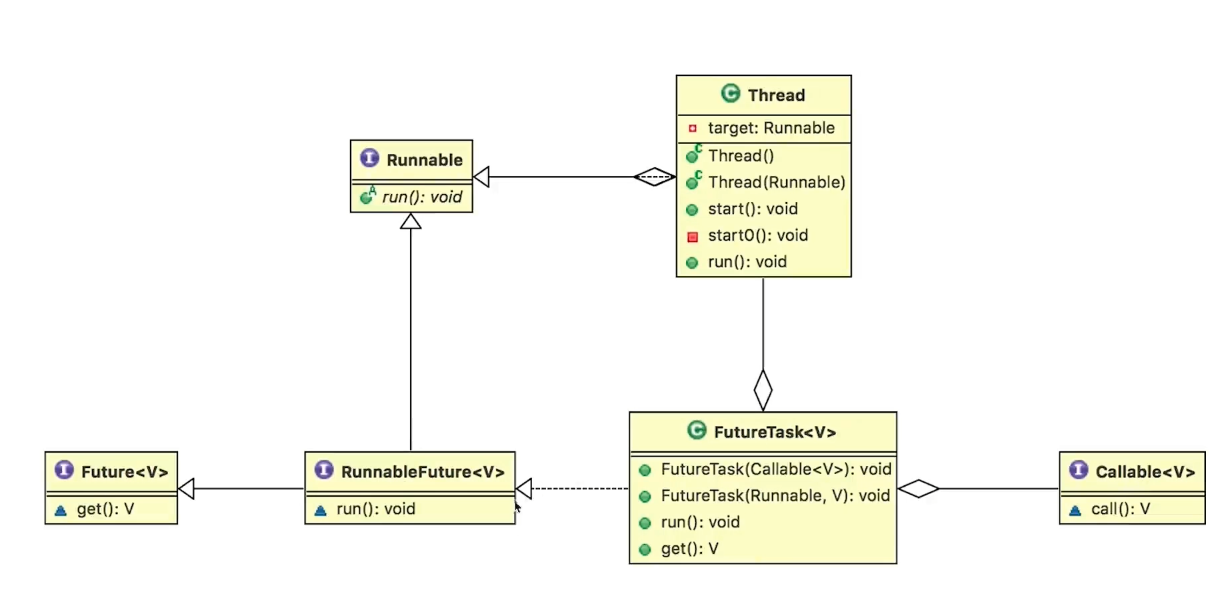 Thread
target: Runnable
Thread()
Thread(Runnable)
start(): void
start0(): void
run(): void
Runnable
run(): void
Future<V>
get(): V
RunnableFuture<V>
run(): void
FutureTask<V>
FutureTask(Callable<V>): void
FutureTask(Runnable, V): void
run(): void
get(): V
Callable<V>
call(): V